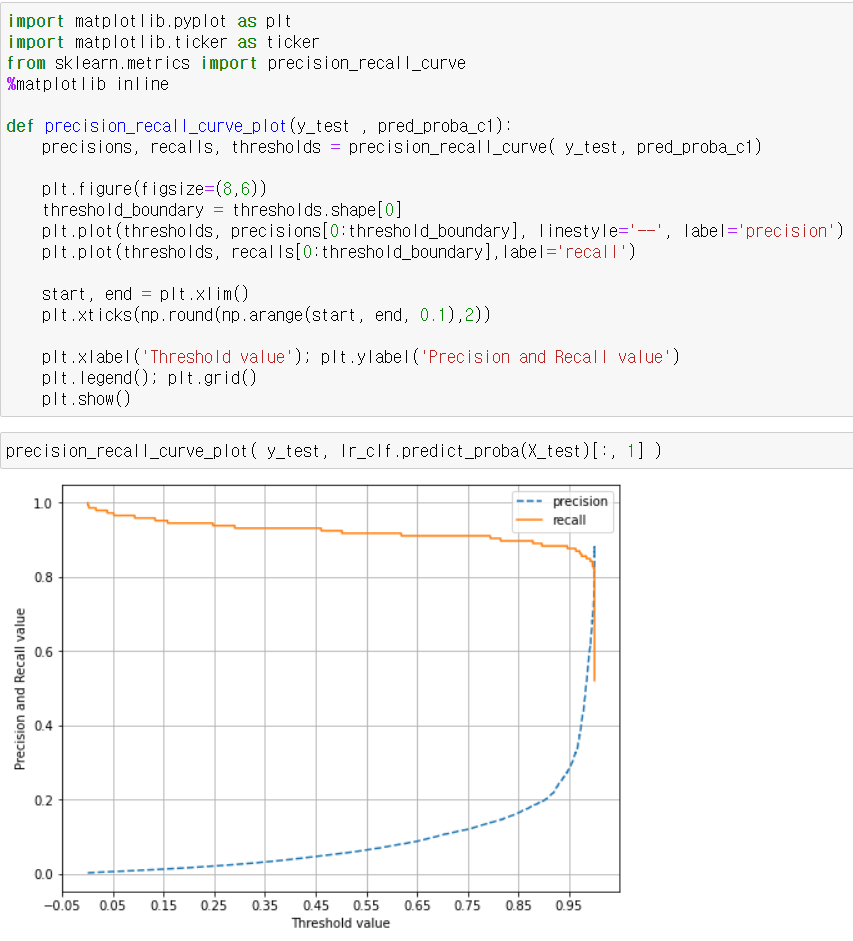 import matplotlib.pyplot as plt
import matplotlib.ticker as ticker
from sklearn.metrics import precision_recall_curve
%matplotlib inline
def precision_recall_curve_plot(y_test , pred_proba_c1):
precisions, recalls, thresholds = precision_recall_curve( y_test, pred_proba_c1)
plt.figure(figsize=(8,6))
threshold_boundary = thresholds.shape[0]
plt.plot(thresholds, precisions[0:threshold_boundary], linestyle='--', label='precision')
plt.plot(thresholds, recalls[0:threshold_boundary],label='recall')
start, end = plt.xlim()
plt.xticks(np.round(np.arange(start, end, 0.1),2))
plt.xlabel('Threshold value'); plt.ylabel('Precision and Recall value')
plt.legend(); plt.grid()
plt.show()
precision_recall_curve_plot( y_test, lr_clf.predict_proba(X_test)[:, 1] )
precision
recall
1.0
0.8
0.6
0.4
0.2
0.0
Precision and Recall value
−0.05 0.05 0.15 0.25 0.35 0.45 0.55 0.65 0.75 0.85 0.95
Threshold value